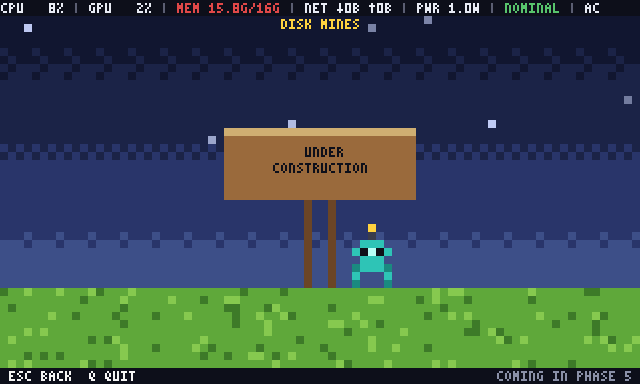 CPU 8% | GPU 2% | MEM 15.8G/16G | NET ↓0B ↑0B | PWR 1.0W | NOMINAL | AC
DISK MINES
UNDER
CONSTRUCTION
ESC BACK Q QUIT
COMING IN PHASE 5